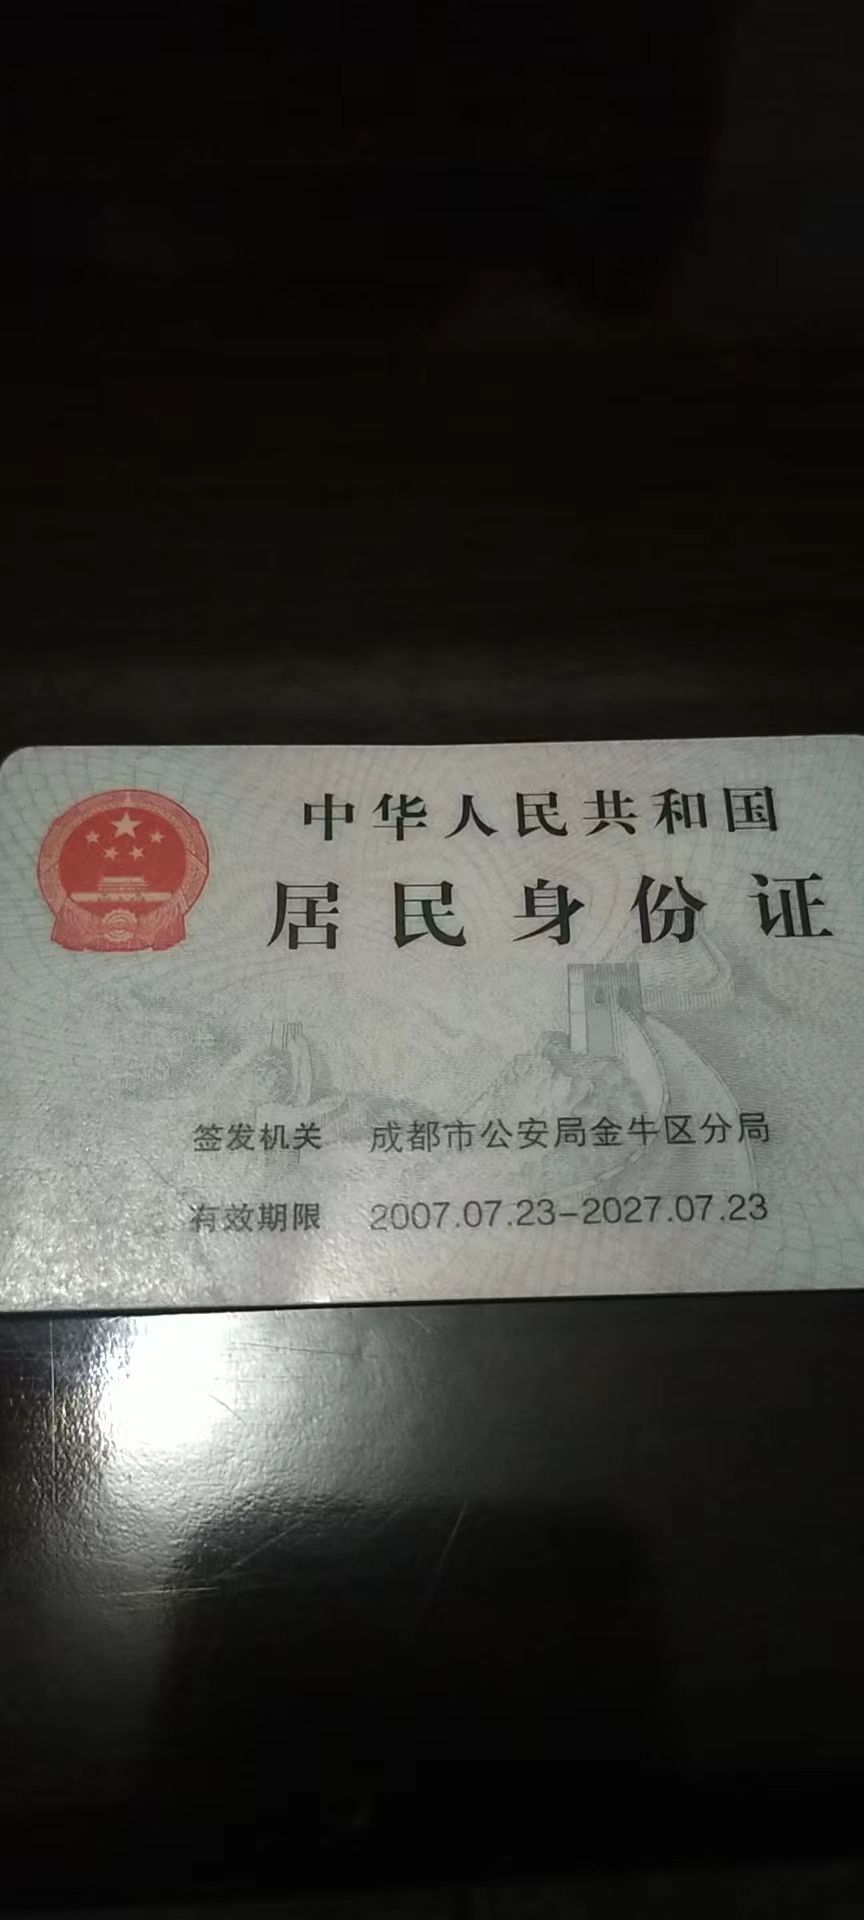 中华人民共和国
居民身份证
签发机关 成都市公安局金牛区分局
有效期限 2007.07.23-2027.07.23